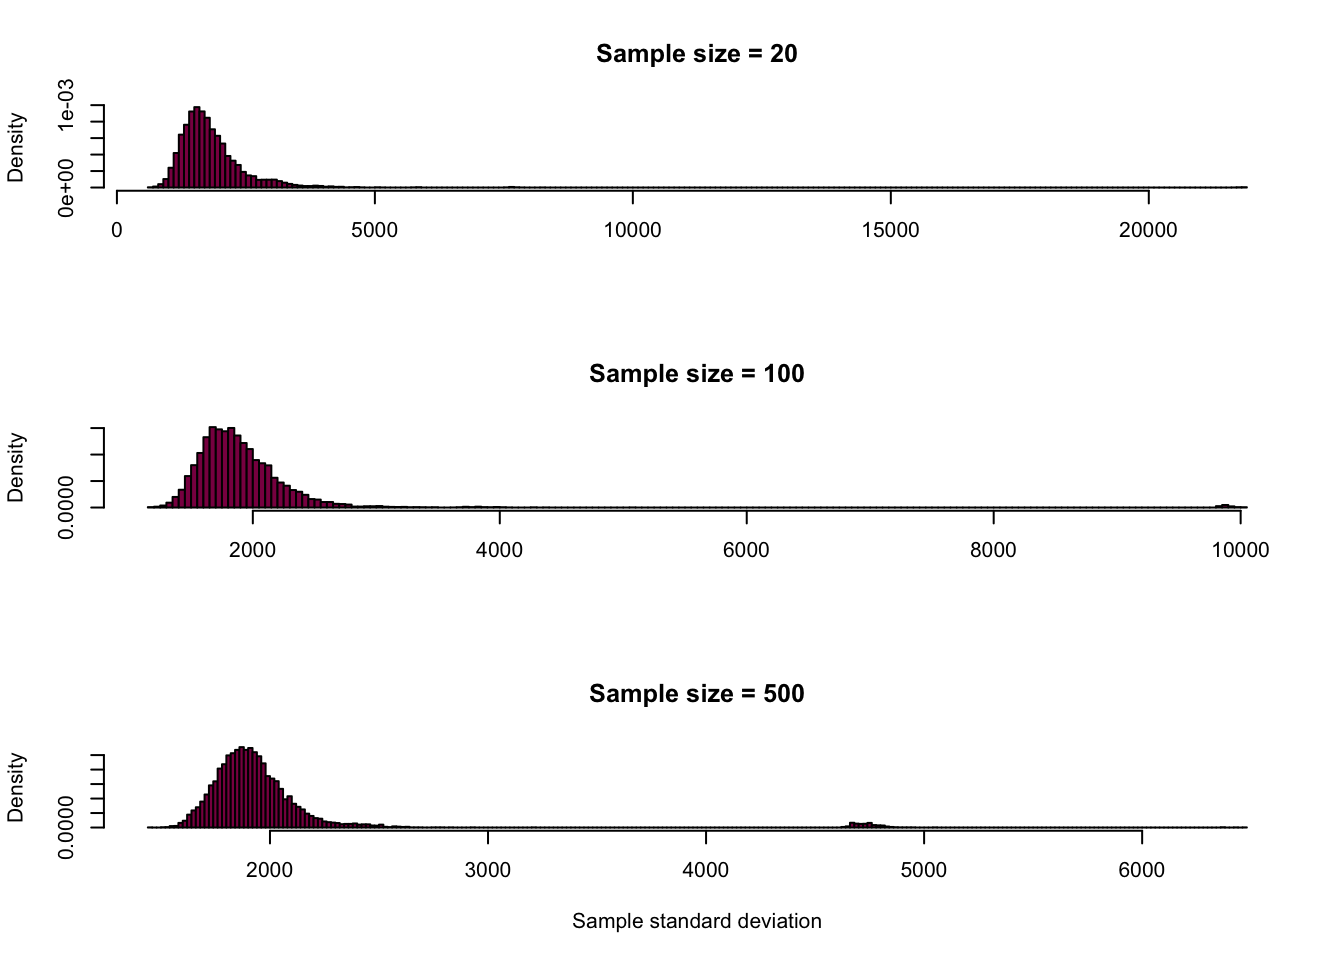 Sample size = 20
Density
1e-03
0e+00
0 5000 10000 15000 20000
Sample size = 100
Density
0.0000
2000 4000 6000 8000 10000
Sample size = 500
Density
0.0000
2000 3000 4000 5000 6000
Sample standard deviation